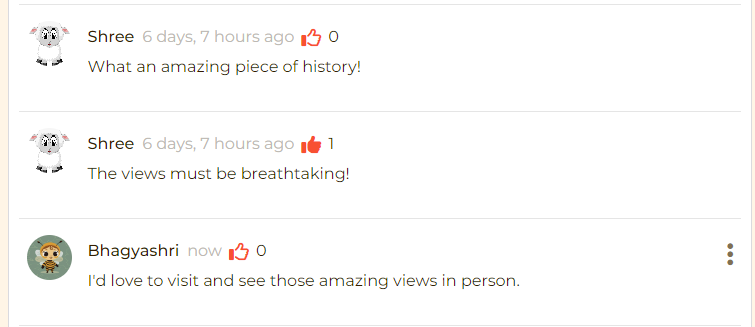 Shree 6 days, 7 hours ago 0
What an amazing piece of history!
Shree 6 days, 7 hours ago 1
The views must be breathtaking!
Bhagyashri now 0
I'd love to visit and see those amazing views in person.